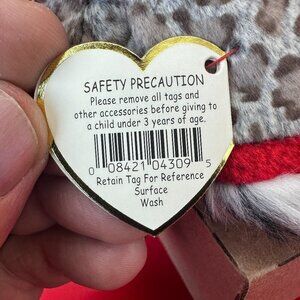 SAFETY PRECAUTION
Please remove all tags and
other accessories before giving to
a child under 3 years of age.
0 08421 04309 5
Retain Tag For Reference
Surface
Wash